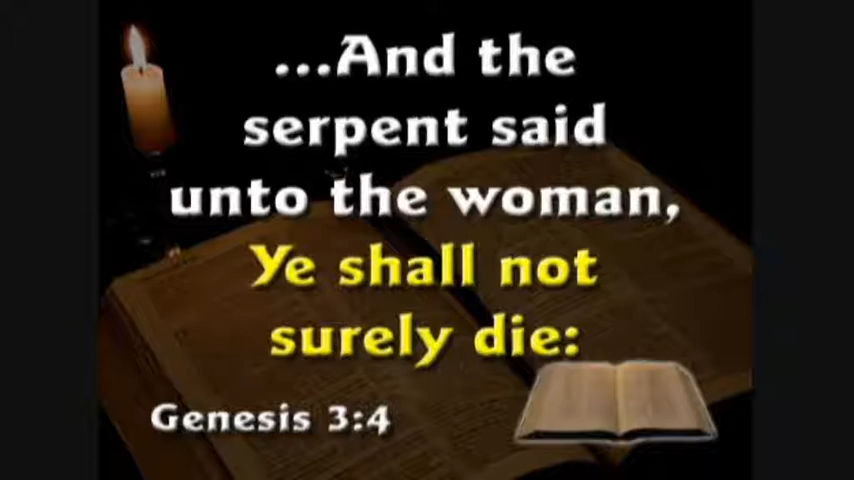 ...And the
serpent said
unto the woman,
Ye shall not
surely die:
Genesis 3:4